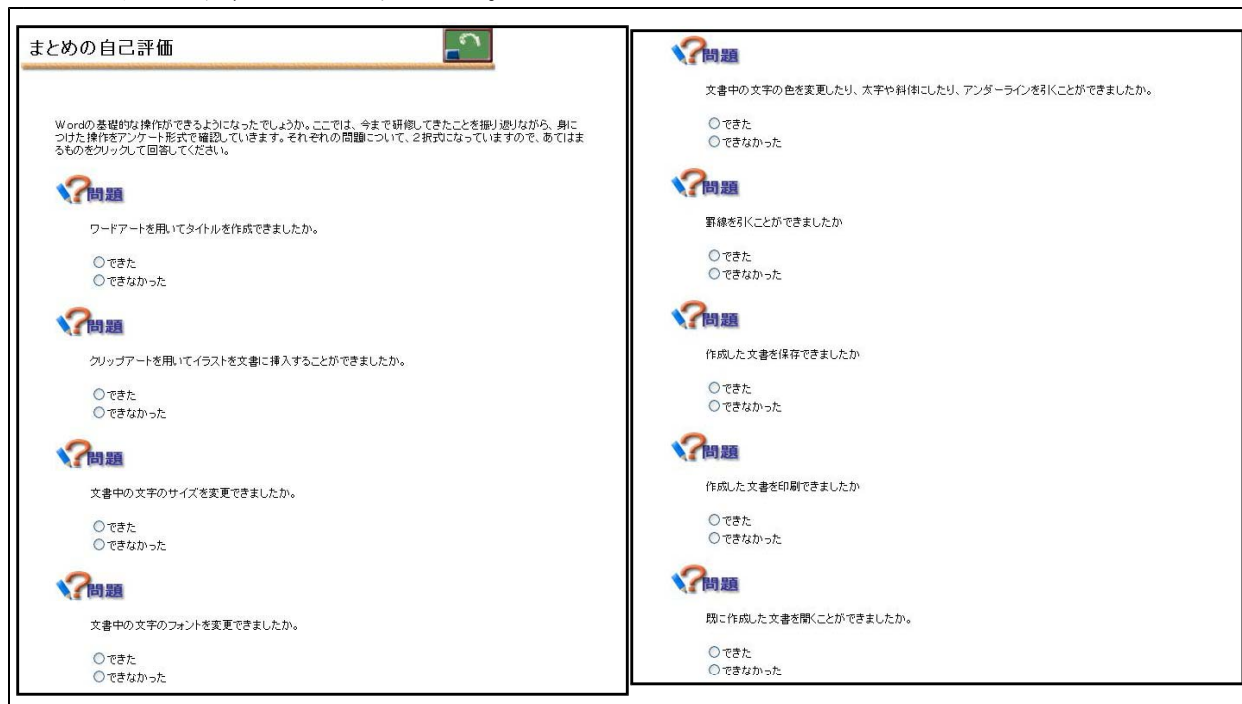 まとめの自己評価
Wordの基礎的な操作ができるようになったでしょうか。ここでは、今まで研修してきたことを振り返りながら、身に
つけた操作をアンケート形式で確認していきます。それぞれの問題について、2択式になっていますので、あてはま
るものをクリックして回答してください。
問題
ワードアートを用いてタイトルを作成できましたか。
できた
できなかった
問題
クリップアートを用いてイラストを文書に挿入することができましたか。
できた
できなかった
問題
文書中の文字のサイズを変更できましたか。
できた
できなかった
問題
文書中の文字のフォントを変更できましたか。
できた
できなかった
問題
文書中の文字の色を変更したり、太字や斜体にしたり、アンダーラインを引くことができましたか。
できた
できなかった
問題
罫線を引くことができましたか
できた
できなかった
問題
作成した文書を保存できましたか
できた
できなかった
問題
作成した文書を印刷できましたか
できた
できなかった
問題
既に作成した文書を開くことができましたか。
できた
できなかった